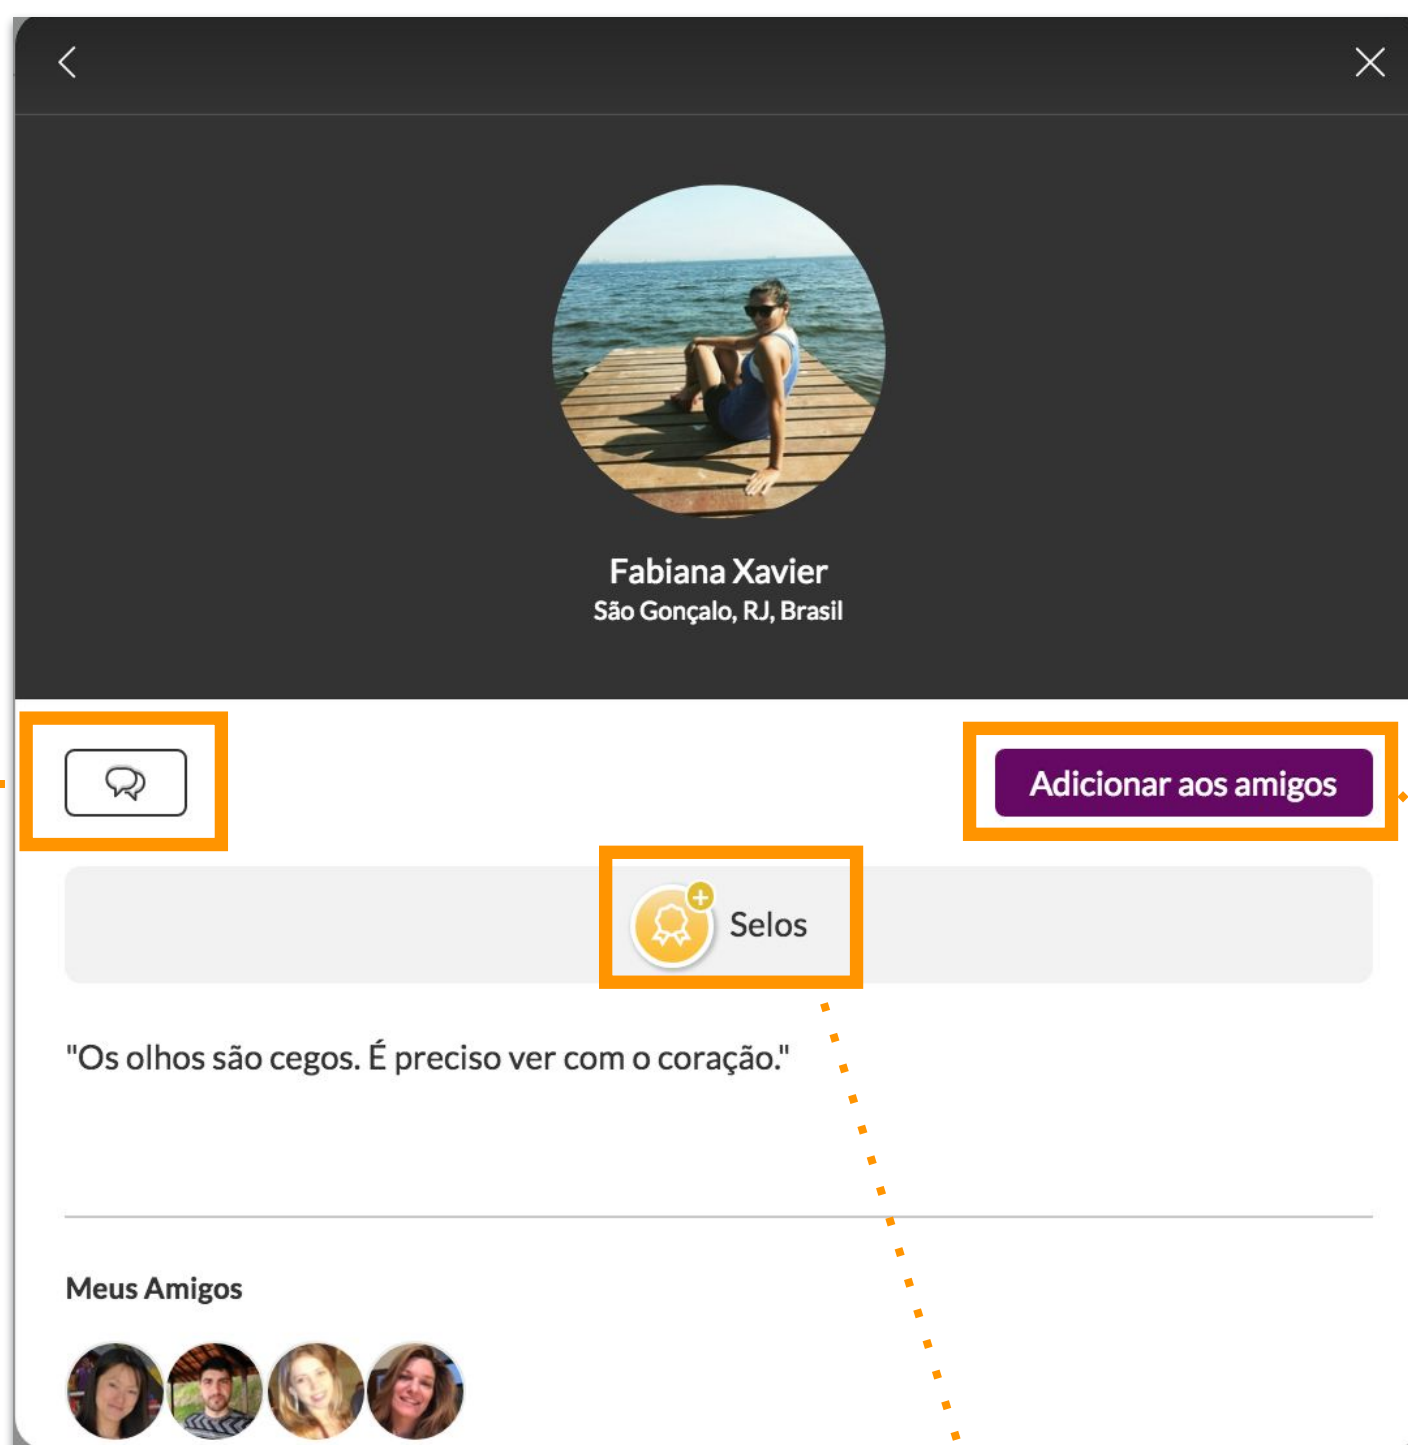 Fabiana Xavier
São Gonçalo, RJ, Brasil
Adicionar aos amigos
Selos
"Os olhos são cegos. É preciso ver com o coração."
Meus Amigos